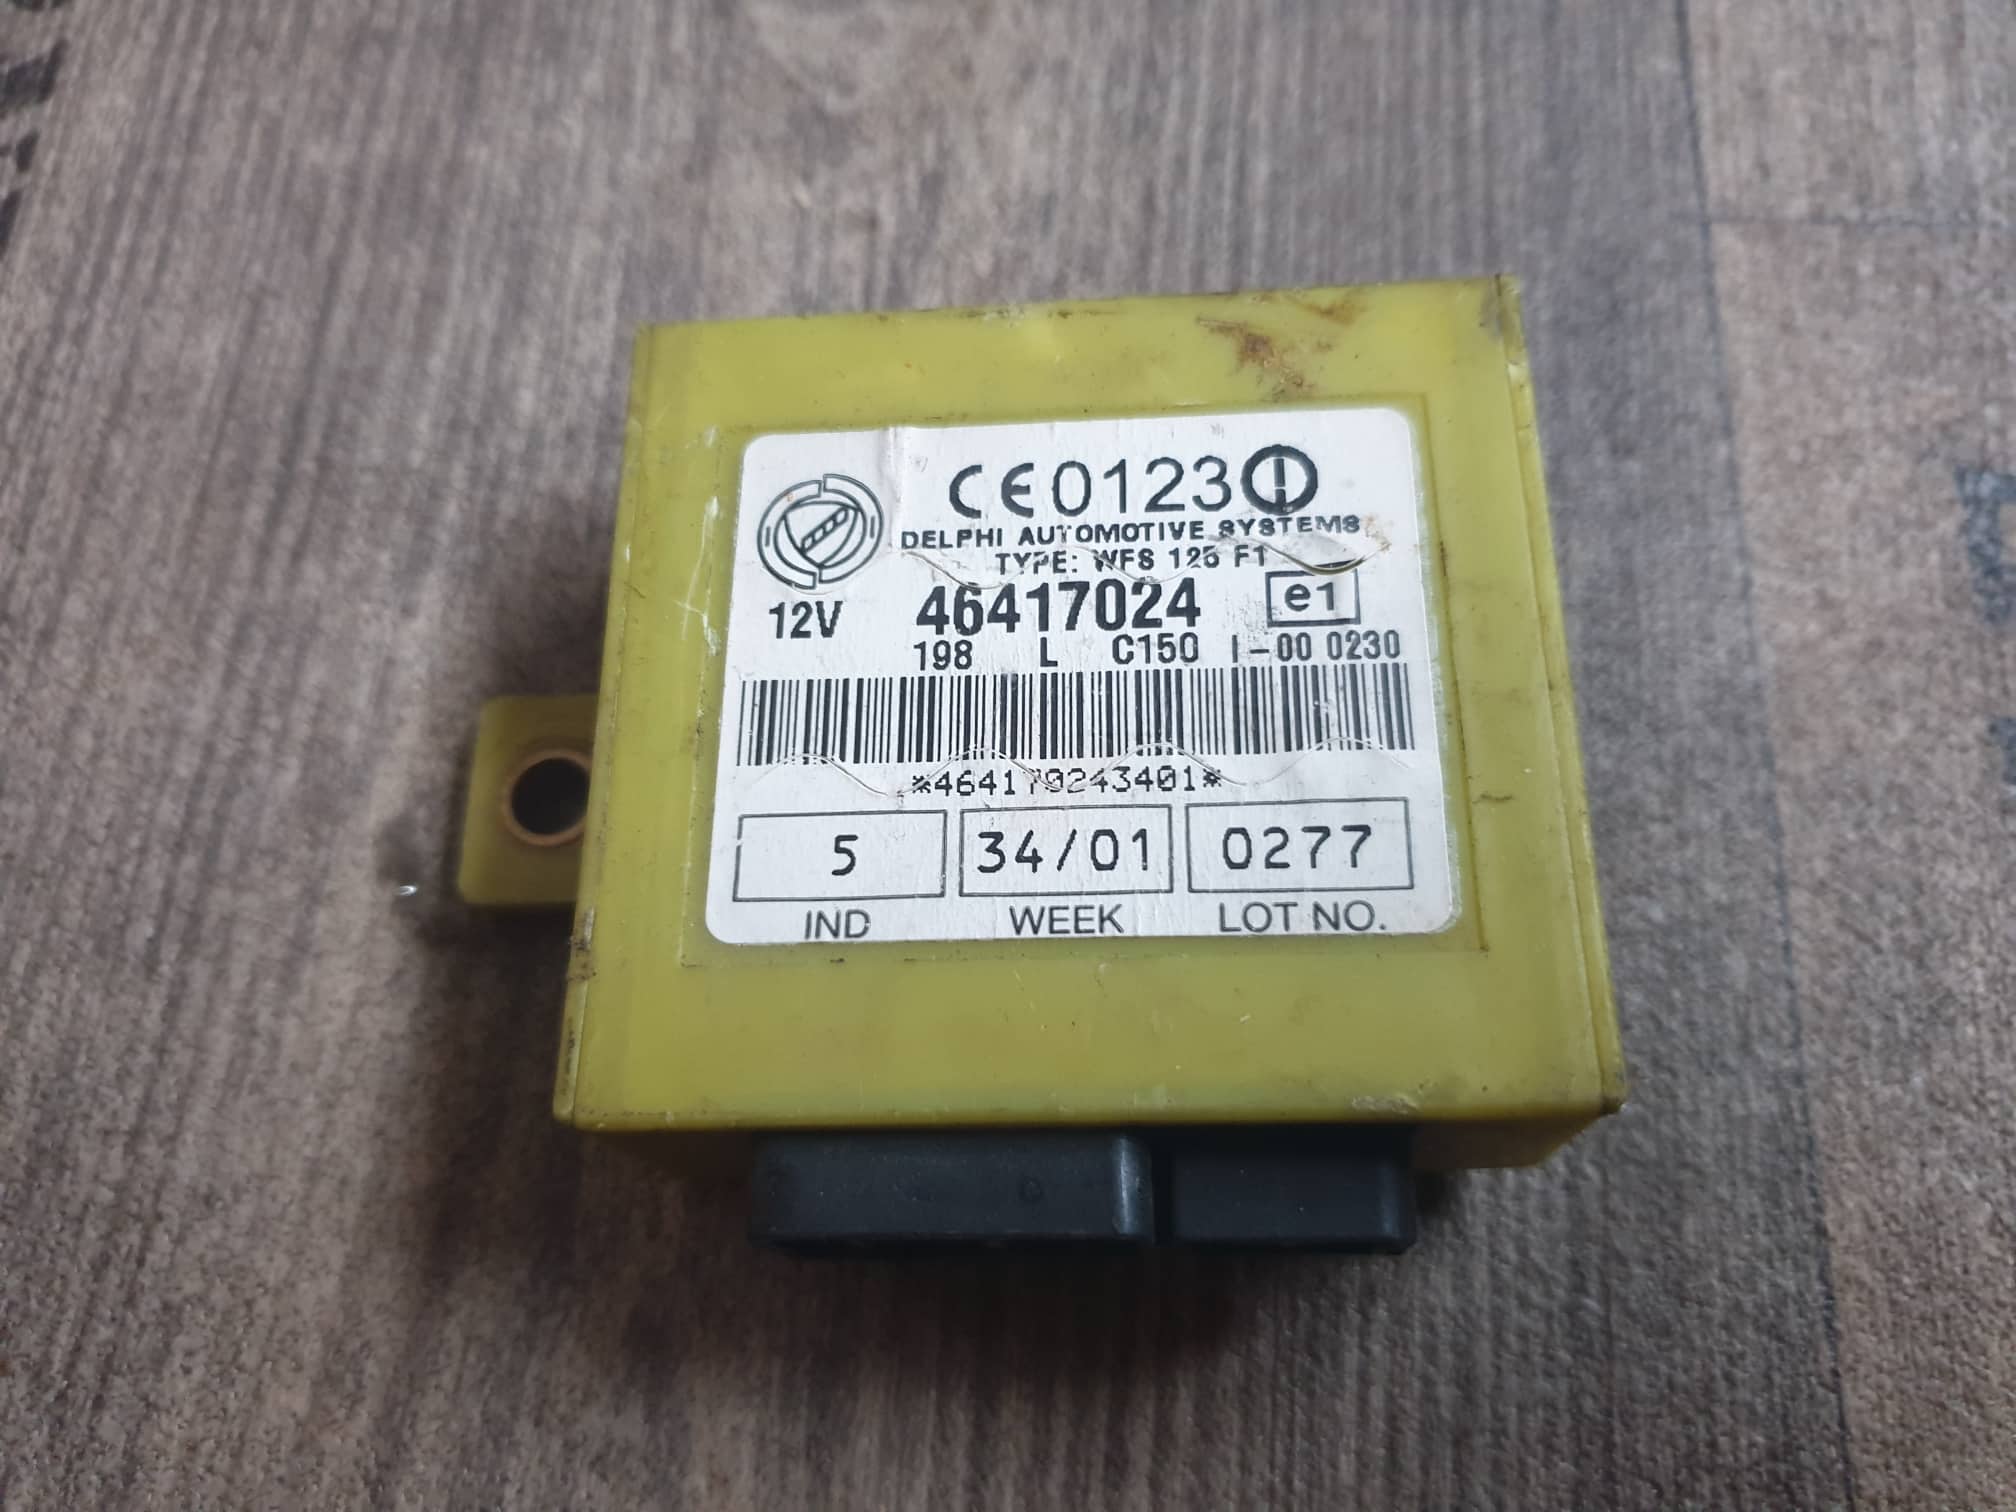 CE0123
DELPHI AUTOMOTIVE SYSTEMS
TYPE: WFS 125 F1
12V 46417024 e1
198 L C150 I-00 0230
*464170243401*
5 34/01 0277
IND WEEK LOT NO.